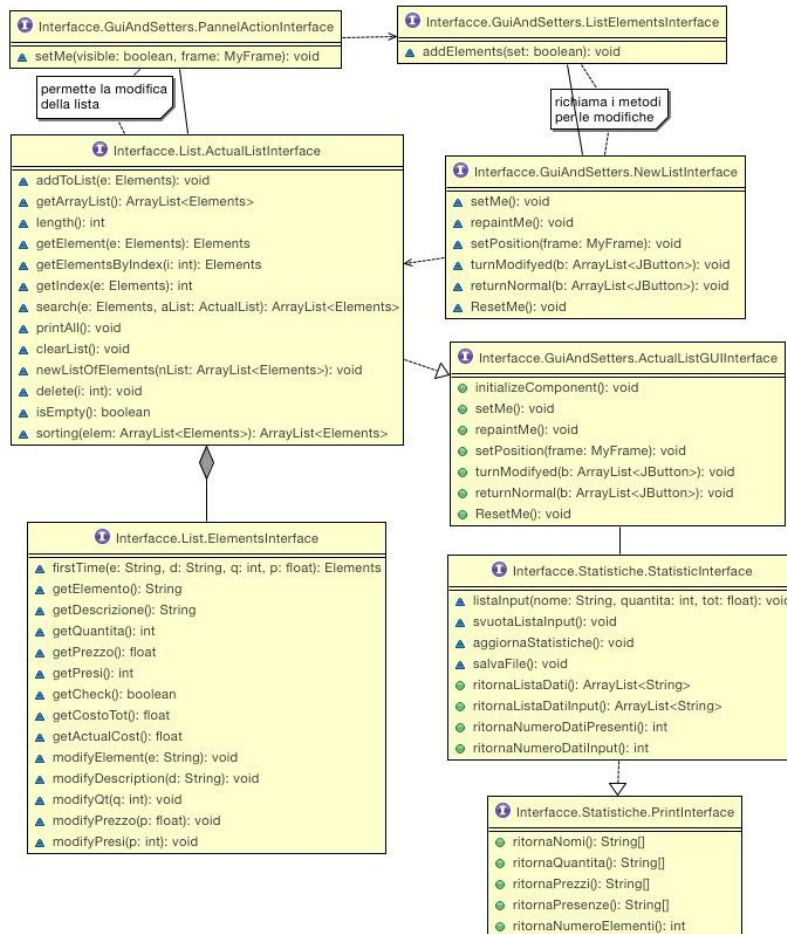 Interfacce.GuiAndSetters.PannelActionInterface
setMe(visible: boolean, frame: MyFrame): void
Interfacce.GuiAndSetters.ListElementsInterface
addElements(set: boolean): void
permette la modifica
della lista
richiama i metodi
per le modifiche
Interfacce.List.ActualListInterface
addToList(e: Elements): void
getArrayList(): ArrayList<Elements>
length(): int
getElement(e: Elements): Elements
getElementsByIndex(i: int): Elements
getIndex(e: Elements): int
search(e: Elements, aList: ActualList): ArrayList<Elements>
printAll(): void
clearList(): void
newListOfElements(nList: ArrayList<Elements>): void
delete(i: int): void
isEmpty(): boolean
sorting(elem: ArrayList<Elements>): ArrayList<Elements>
Interfacce.GuiAndSetters.NewListInterface
setMe(): void
repaintMe(): void
setPosition(frame: MyFrame): void
turnModifyed(b: ArrayList<JButton>): void
returnNormal(b: ArrayList<JButton>): void
ResetMe(): void
Interfacce.GuiAndSetters.ActualListGUIInterface
initializeComponent(): void
setMe(): void
repaintMe(): void
setPosition(frame: MyFrame): void
turnModifyed(b: ArrayList<JButton>): void
returnNormal(b: ArrayList<JButton>): void
ResetMe(): void
Interfacce.List.ElementsInterface
firstTime(e: String, d: String, q: int, p: float): Elements
getElemento(): String
getDescrizione(): String
getQuantita(): int
getPrezzo(): float
getPresi(): int
getCheck(): boolean
getCostoTot(): float
getActualCost(): float
modifyElement(e: String): void
modifyDescription(d: String): void
modifyQt(q: int): void
modifyPrezzo(p: float): void
modifyPresi(p: int): void
Interfacce.Statistiche.StatisticInterface
listaInput(nome: String, quantita: int, tot: float): void
svuotaListaInput(): void
aggiornaStatistiche(): void
salvaFile(): void
ritornaListaDati(): ArrayList<String>
ritornaListaDatiInput(): ArrayList<String>
ritornaNumeroDatiPresenti(): int
ritornaNumeroDatiInput(): int
Interfacce.Statistiche.PrintInterface
ritornaNomi(): String[]
ritornaQuantita(): String[]
ritornaPrezzi(): String[]
ritornaPresenze(): String[]
ritornaNumeroElementi(): int